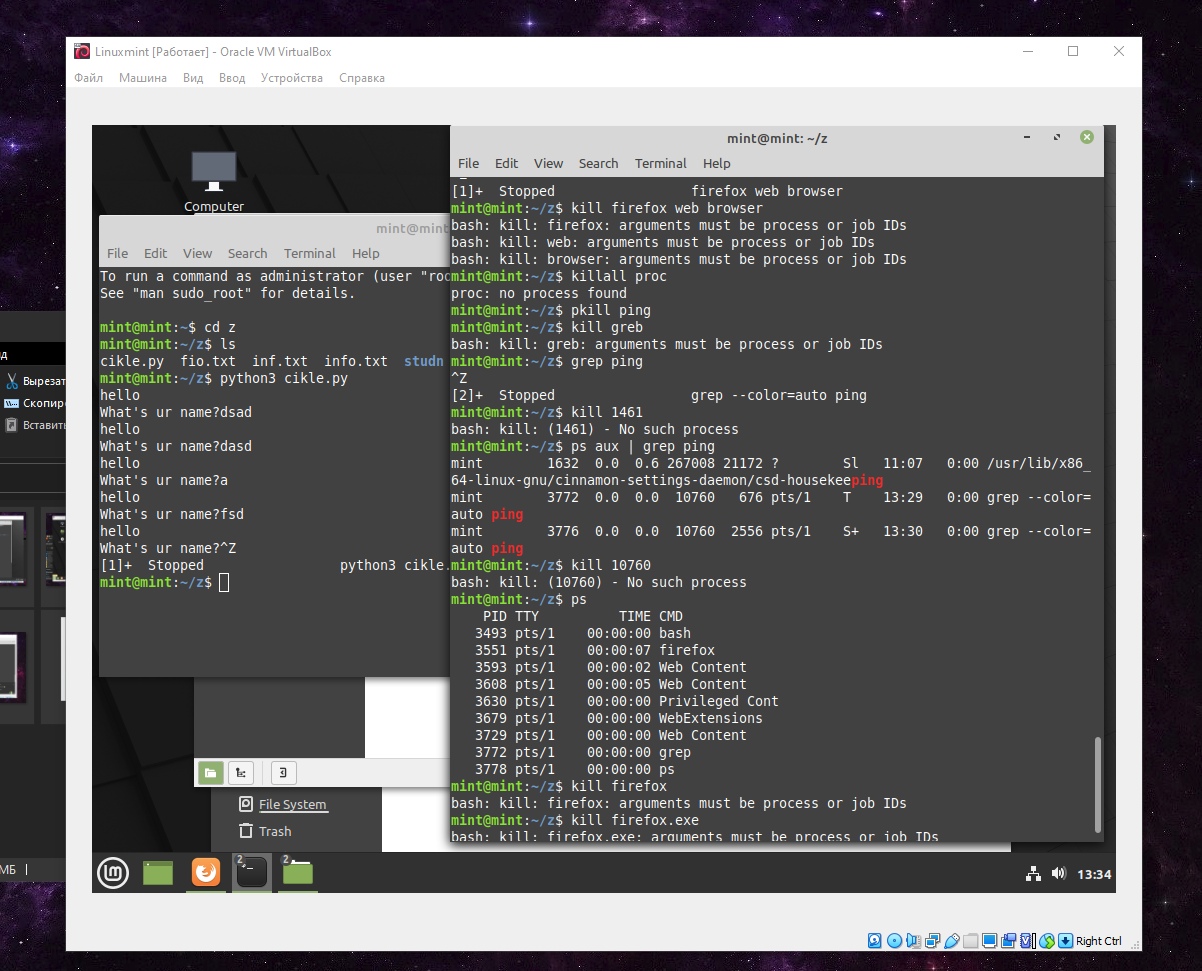 Linuxmint [Работает] - Oracle VM VirtualBox
Файл Машина Вид Ввод Устройства Справка
Computer
mint@mint
File Edit View Search Terminal Help
To run a command as administrator (user "roo
See "man sudo_root" for details.
mint@mint:~$ cd z
mint@mint:~/z$ ls
cikle.py fio.txt inf.txt info.txt studn
mint@mint:~/z$ python3 cikle.py
hello
What's ur name?dsad
hello
What's ur name?dasd
hello
What's ur name?a
hello
What's ur name?fsd
hello
What's ur name?^Z
[1]+ Stopped python3 cikle.
mint@mint:~/z$
File System
Trash
mint@mint: ~/z
File Edit View Search Terminal Help
[1]+ Stopped firefox web browser
mint@mint:~/z$ kill firefox web browser
bash: kill: firefox: arguments must be process or job IDs
bash: kill: web: arguments must be process or job IDs
bash: kill: browser: arguments must be process or job IDs
mint@mint:~/z$ killall proc
proc: no process found
mint@mint:~/z$ pkill ping
mint@mint:~/z$ kill greb
bash: kill: greb: arguments must be process or job IDs
mint@mint:~/z$ grep ping
^Z
[2]+ Stopped grep --color=auto ping
mint@mint:~/z$ kill 1461
bash: kill: (1461) - No such process
mint@mint:~/z$ ps aux | grep ping
mint 1632 0.0 0.6 267008 21172 ? Sl 11:07 0:00 /usr/lib/x86_
64-linux-gnu/cinnamon-settings-daemon/csd-housekeeping
mint 3772 0.0 0.0 10760 676 pts/1 T 13:29 0:00 grep --color=
auto ping
mint 3776 0.0 0.0 10760 2556 pts/1 S+ 13:30 0:00 grep --color=
auto ping
mint@mint:~/z$ kill 10760
bash: kill: (10760) - No such process
mint@mint:~/z$ ps
PID TTY TIME CMD
3493 pts/1 00:00:00 bash
3551 pts/1 00:00:07 firefox
3593 pts/1 00:00:02 Web Content
3608 pts/1 00:00:05 Web Content
3630 pts/1 00:00:00 Privileged Cont
3679 pts/1 00:00:00 WebExtensions
3729 pts/1 00:00:00 Web Content
3772 pts/1 00:00:00 grep
3778 pts/1 00:00:00 ps
mint@mint:~/z$ kill firefox
bash: kill: firefox: arguments must be process or job IDs
mint@mint:~/z$ kill firefox.exe
bash: kill: firefox.exe: arguments must be process or job IDs
2 2
13:34
Right Ctrl
д
Вырезат
Скопиро
Вставить
МБ